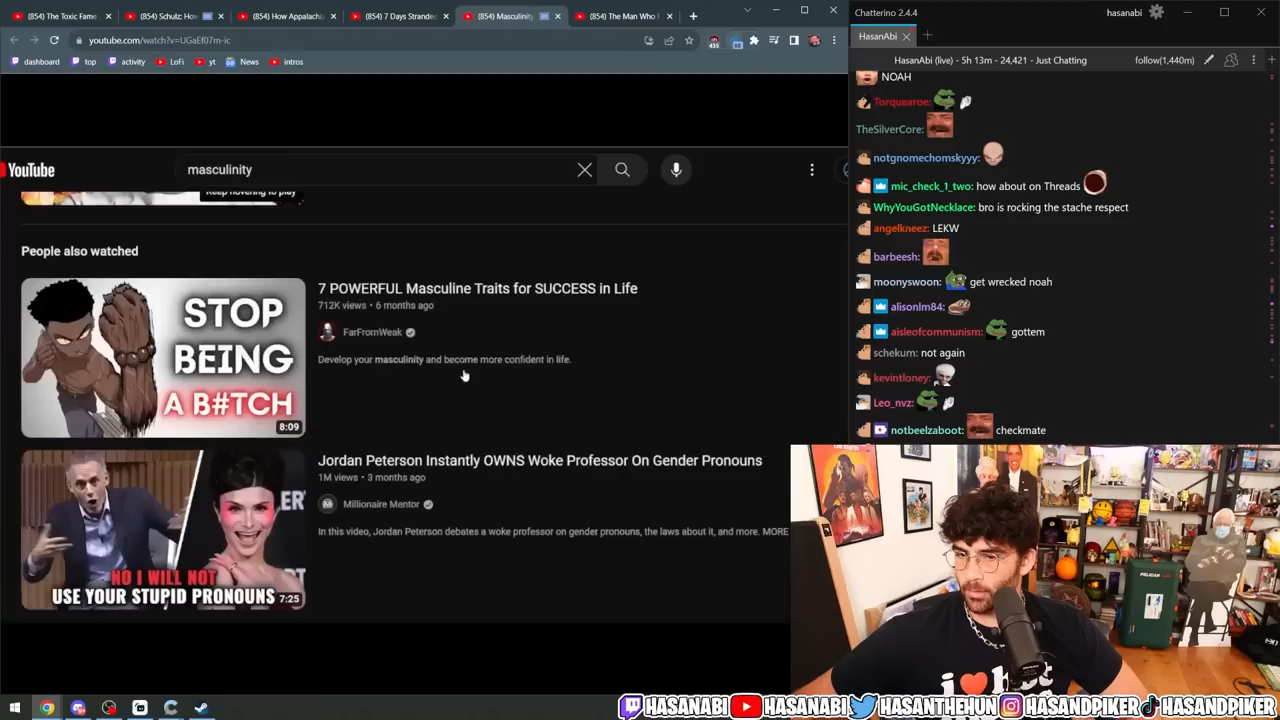 (854) The Toxic Fame
(854) Schulz: Ho
(854) How Appalachi
(854) 7 Days Strande
(854) Masculinity
(854) The Man Who
youtube.com/watch?v=UGaEf07m-ic
435
dashboard
top
activity
LoFi
yt
News
intros
YouTube
masculinity
Keep hovering to play
People also watched
STOP
BEING
A B#TCH
8:09
7 POWERFUL Masculine Traits for SUCCESS in Life
712K views • 6 months ago
FarFromWeak
Develop your masculinity and become more confident in life.
NO I WILL NOT
USE YOUR STUPID PRONOUNS
7:25
Jordan Peterson Instantly OWNS Woke Professor On Gender Pronouns
1M views • 3 months ago
Millionaire Mentor
In this video, Jordan Peterson debates a woke professor on gender pronouns, the laws about it, and more. MORE
Chatterino 2.4.4
hasanabi
HasanAbi
HasanAbi (live) - 5h 13m - 24,421 - Just Chatting
follow(1,440m)
NOAH
Torquearoe:
TheSilverCore:
notgnomechomskyyy:
mic_check_1_two: how about on Threads
WhyYouGotNecklace: bro is rocking the stache respect
angelkneez: LEKW
barbeesh:
moonyswoon: get wrecked noah
alisonlm84:
aisleofcommunism: gottem
schekum: not again
kevintloney:
Leo_nvz:
notbeelzaboot: checkmate
PELICAN
HASANABI
HASANABI
HASANTHEHUN
HASANDPIKER
HASANDPIKER